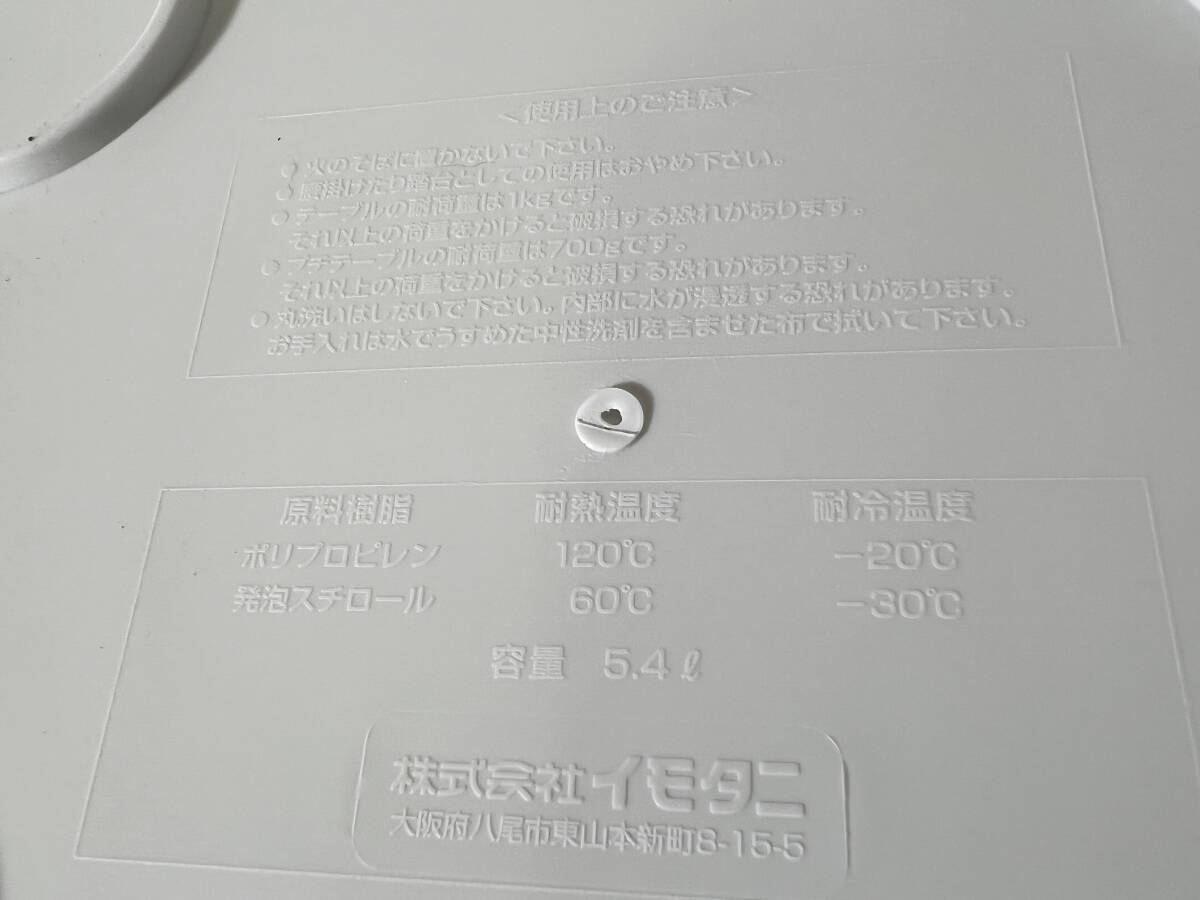 <使用上のご注意>
○ 火のそばに置かないで下さい。
○ 腰掛けたり踏台としての使用はおやめ下さい。
○ テーブルの耐荷重は1kgです。
それ以上の荷重をかけると破損する恐れがあります。
○ プチテーブルの耐荷重は700gです。
それ以上の荷重をかけると破損する恐れがあります。
○ 丸洗いはしないで下さい。内部に水が浸透する恐れがあります。
お手入れは水でうすめた中性洗剤を含ませた布で拭いて下さい。
原料樹脂 耐熱温度 耐冷温度
ポリプロピレン 120℃ −20℃
発泡スチロール 60℃ −30℃
容量 5.4ℓ
株式会社イモタニ
大阪府八尾市東山本新町8-15-5